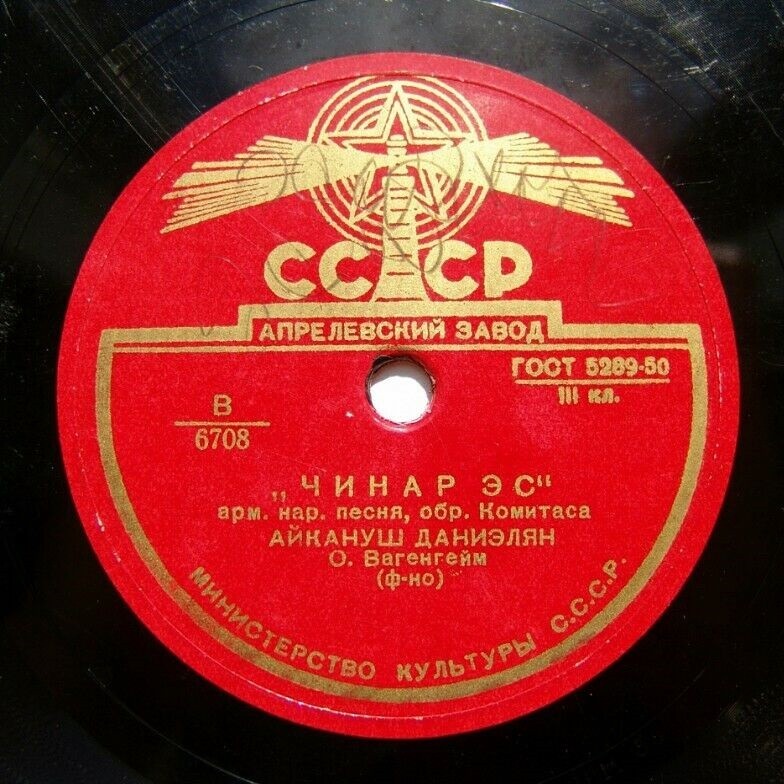 СССР
АПРЕЛЕВСКИЙ ЗАВОД
ГОСТ 5289-50
III кл.
В
6708
„ЧИНАР ЭС“
арм. нар. песня, обр. Комитаса
АЙКАНУШ ДАНИЭЛЯН
О. Вагенгейм
(ф-но)
МИНИСТЕРСТВО КУЛЬТУРЫ С.С.С.Р.